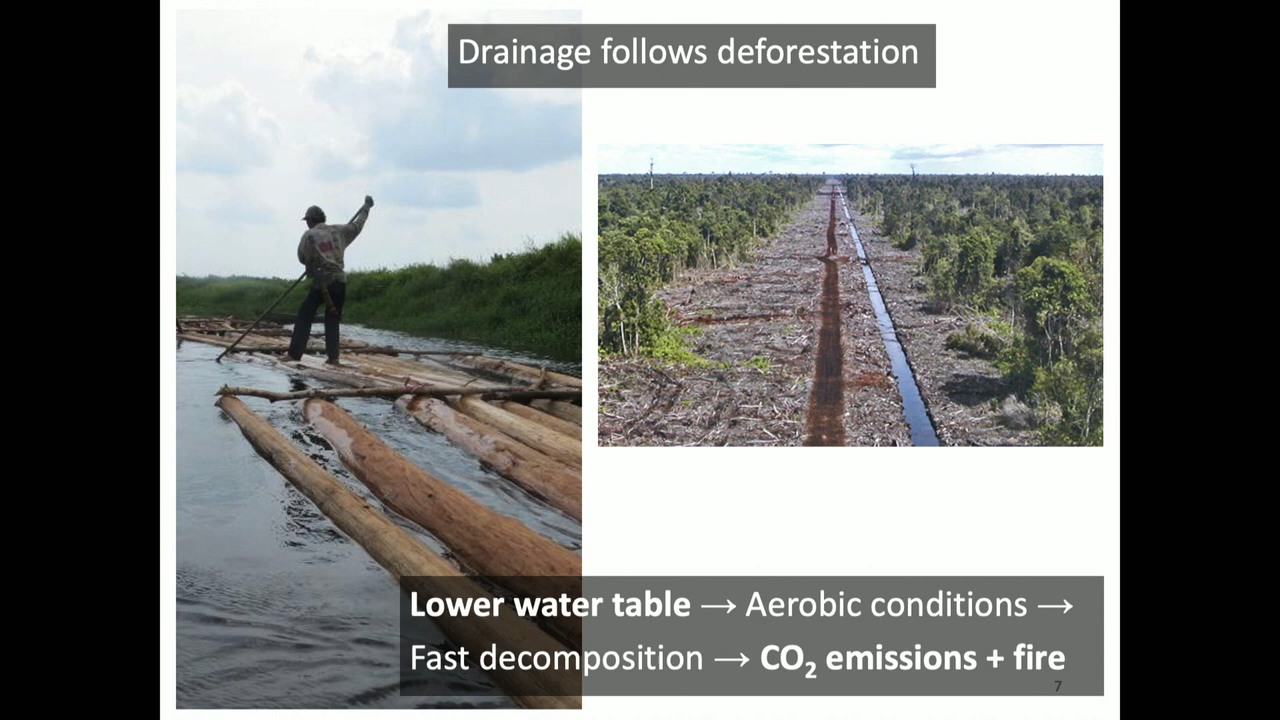 Drainage follows deforestation
Lower water table → Aerobic conditions →
Fast decomposition → CO₂ emissions + fire
7